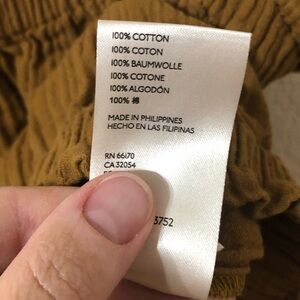 100% COTTON
100% COTON
100% BAUMWOLLE
100% COTONE
100% ALGODÓN
100% 棉
MADE IN PHILIPPINES
HECHO EN LAS FILIPINAS
RN 66170
CA 32054
3752